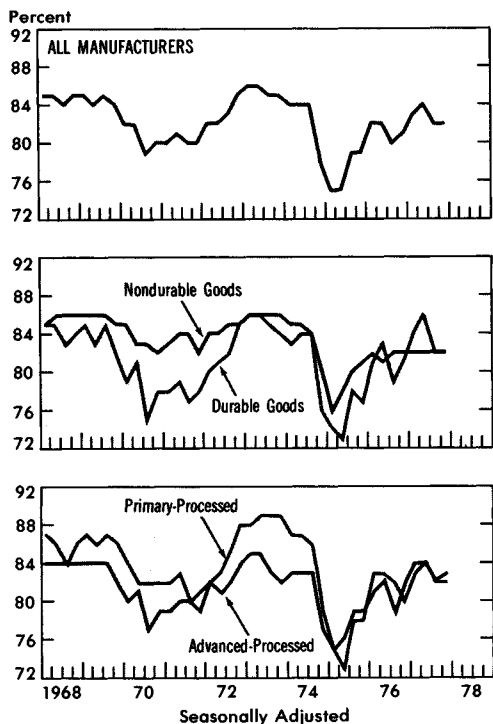 Percent
92
ALL MANUFACTURERS
88
84
80
76
72
92
88
Nondurable Goods
84
80
Durable Goods
76
72
92
Primary-Processed
88
84
80
76
Advanced-Processed
72
1968 70 72 74 76 78
Seasonally Adjusted